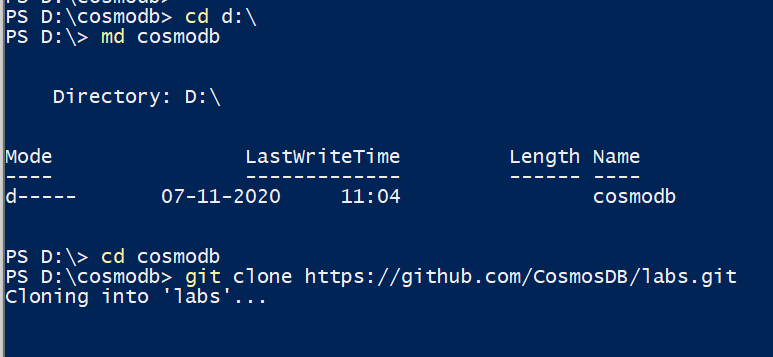 PS D:\cosmodb> cd d:\
PS D:\> md cosmodb
Directory: D:\
Mode LastWriteTime Length Name
---- ------------- ------ ----
d----- 07-11-2020 11:04 cosmodb
PS D:\> cd cosmodb
PS D:\cosmodb> git clone https://github.com/CosmosDB/labs.git
Cloning into 'labs'...